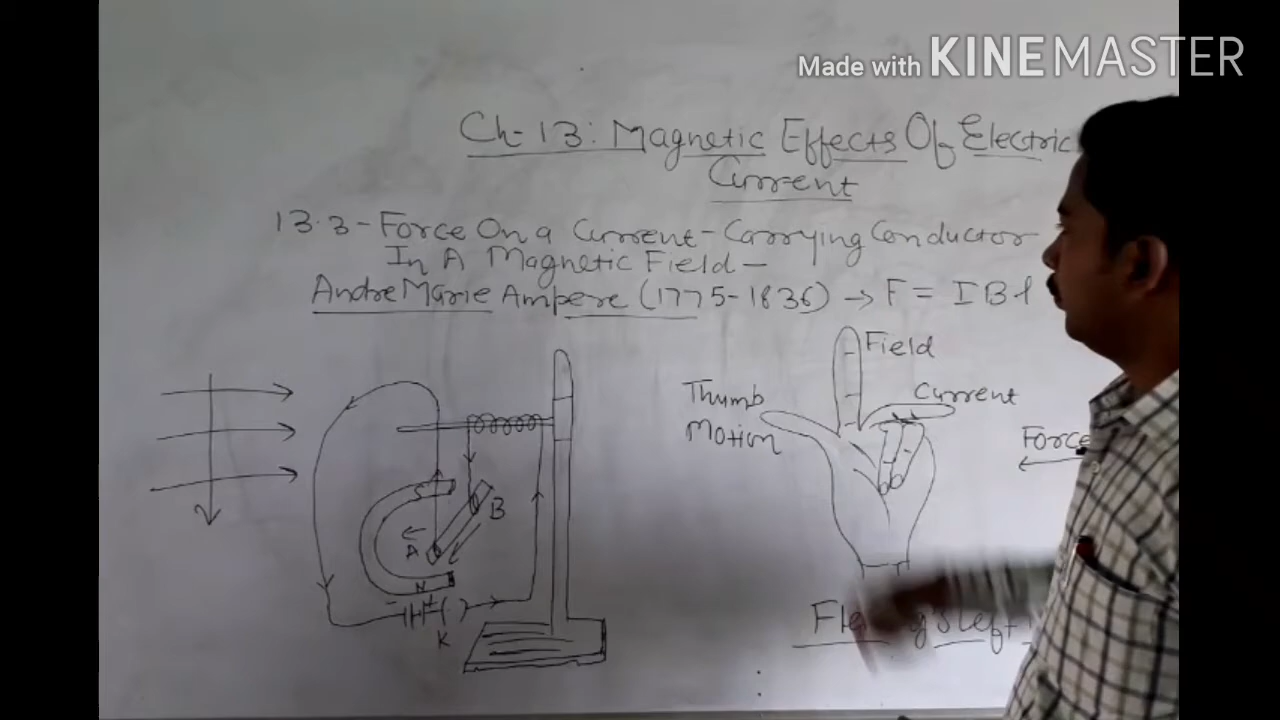 Made with KINEMASTER
Ch-13: Magnetic Effects Of Electric
Current
13.3-Force On a Current-Carrying Conductor
In A Magnetic Field-
Andre Marie Ampere (1775-1836) → F = I B l
Field
Thumb
Motion
Current
Force
S
B
A
N
- +
K